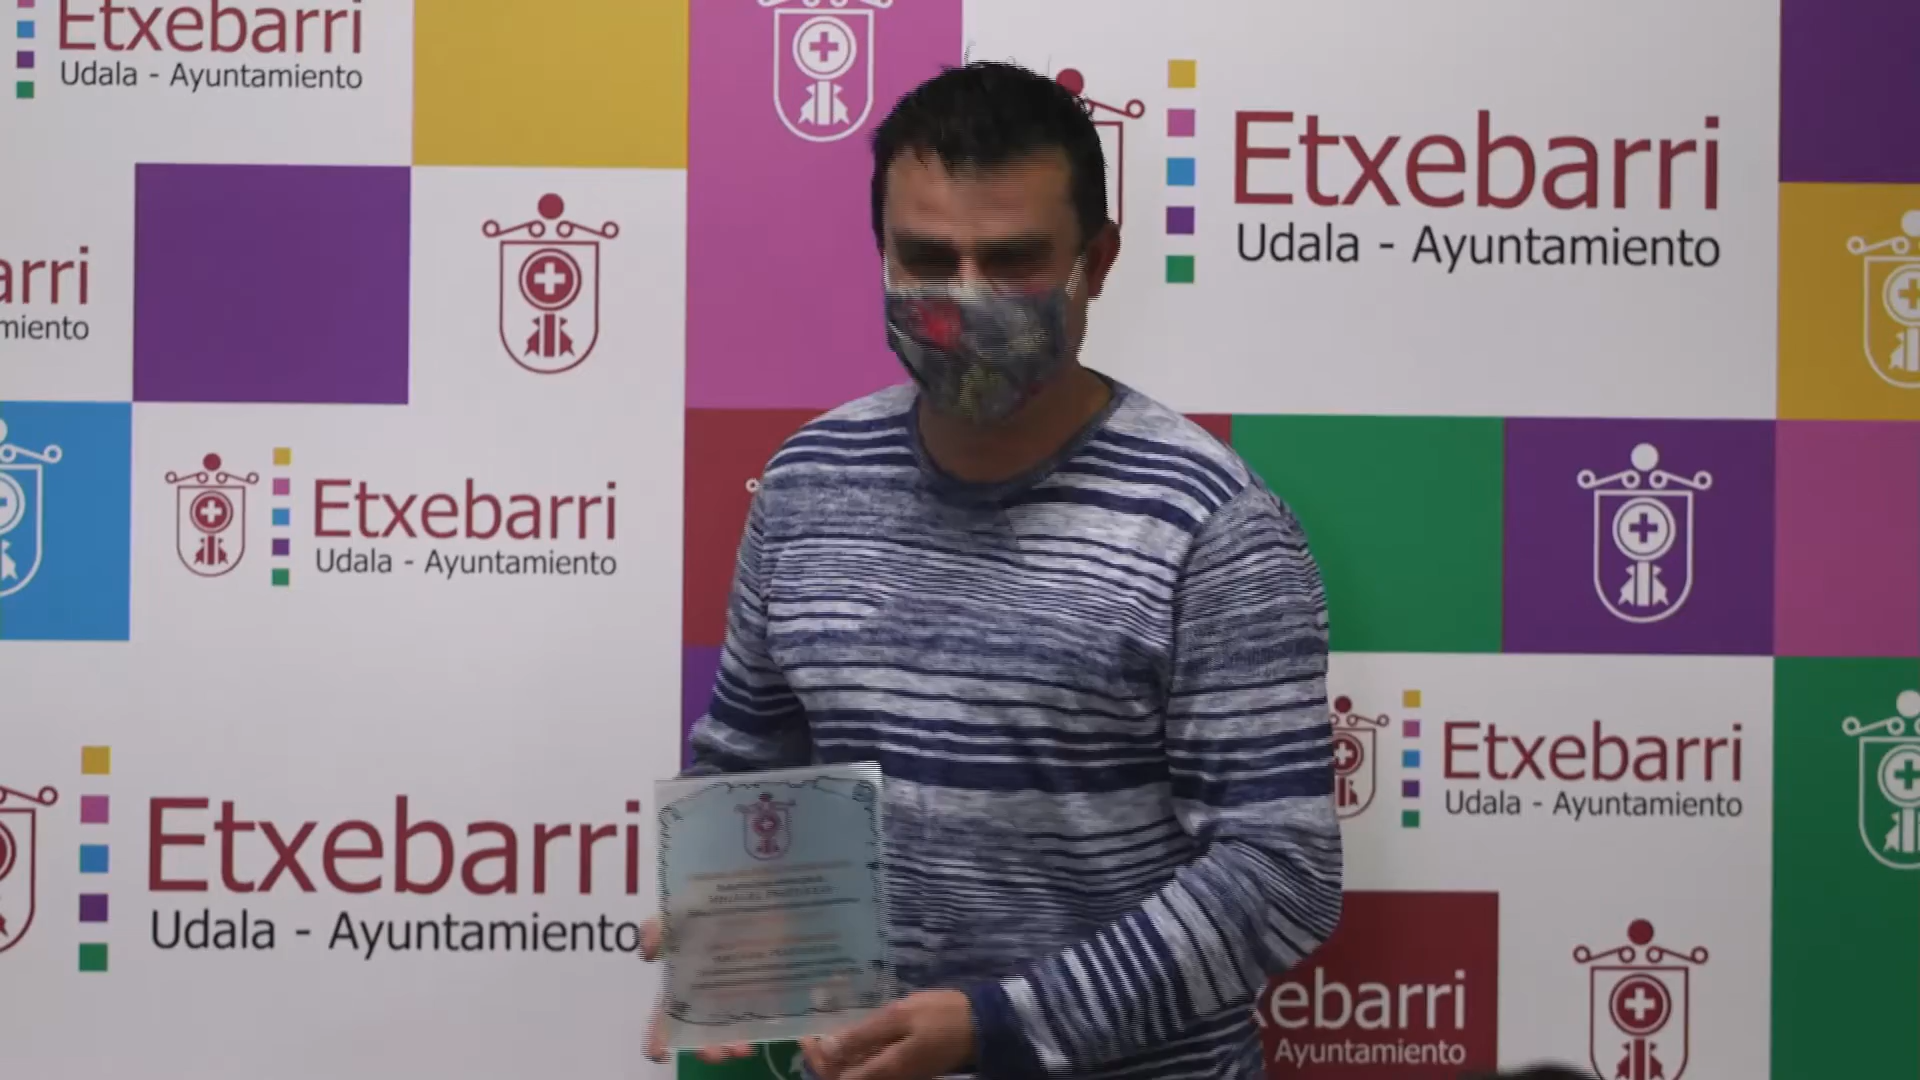 Etxebarri
Udala - Ayuntamiento
Etxebarri
Udala - Ayuntamiento
arri
miento
Etxebarri
Udala - Ayuntamiento
Etxebarri
Udala - Ayuntamiento
Etxebarri
Udala - Ayuntamiento
xebarri
Ayuntamiento